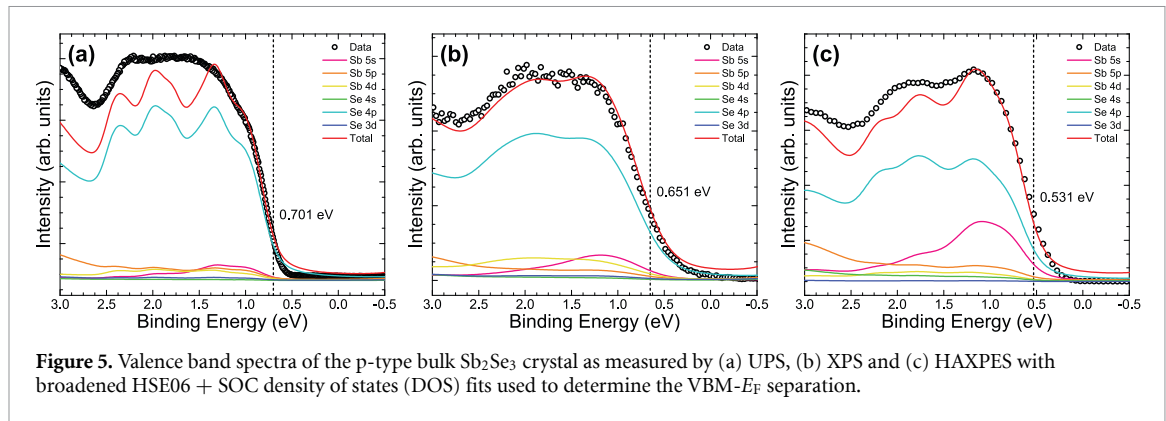 (a)
Data
Sb 5s
Sb 5p
Sb 4d
Se 4s
Se 4p
Se 3d
Total
0.701 eV
Intensity (arb. units)
3.0 2.5 2.0 1.5 1.0 0.5 0.0 -0.5
Binding Energy (eV)
(b)
Data
Sb 5s
Sb 5p
Sb 4d
Se 4s
Se 4p
Se 3d
Total
0.651 eV
Intensity (arb. units)
3.0 2.0 1.0 0.0 -0.5
Binding Energy (eV)
(c)
Data
Sb 5s
Sb 5p
Sb 4d
Se 4s
Se 4p
Se 3d
Total
0.531 eV
Intensity (arb. units)
3.0 2.5 2.0 1.5 1.0 0.5 0.0 -0.5
Binding Energy (eV)
Figure 5. Valence band spectra of the p-type bulk Sb₂Se₃ crystal as measured by (a) UPS, (b) XPS and (c) HAXPES with
broadened HSE06 + SOC density of states (DOS) fits used to determine the VBM-E_F separation.